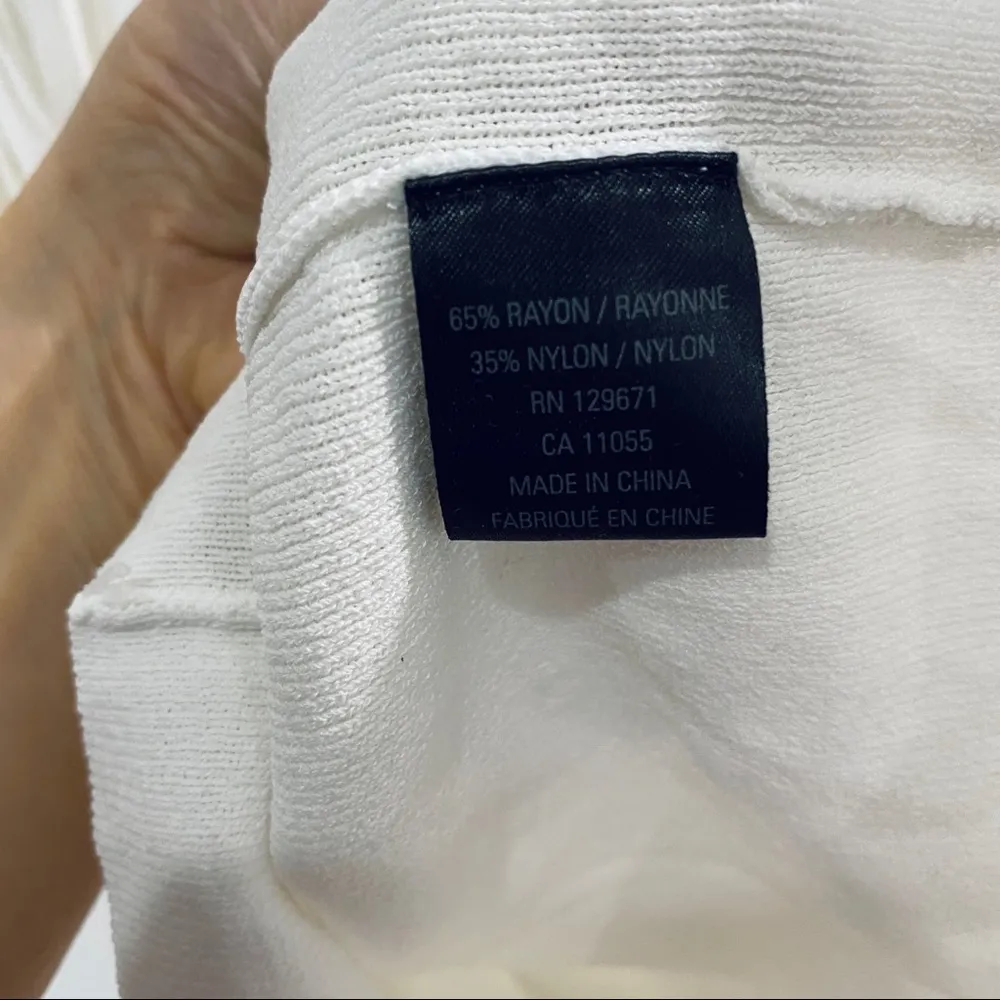 65% RAYON / RAYONNE
35% NYLON / NYLON
RN 129671
CA 11055
MADE IN CHINA
FABRIQUÉ EN CHINE